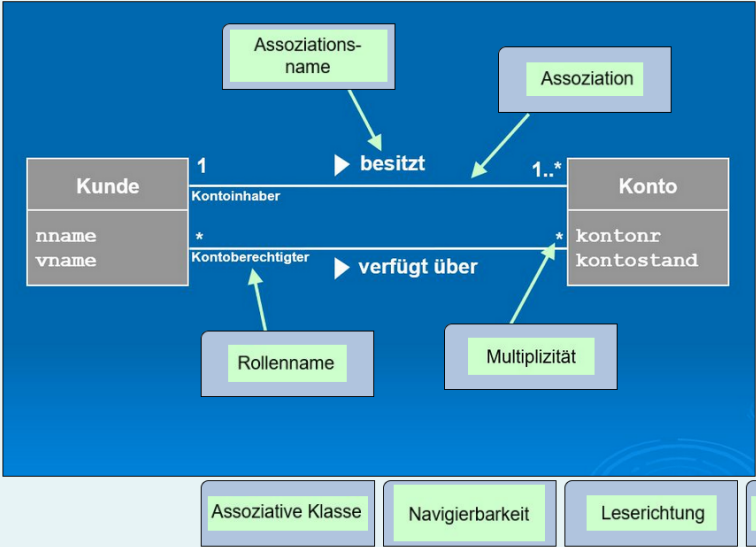 Assoziations-
name
Assoziation
1
besitzt
1..*
Kunde
Konto
Kontoinhaber
nname
vname
*
*
kontonr
kontostand
Kontoberechtigter
verfügt über
Rollenname
Multiplizität
Assoziative Klasse
Navigierbarkeit
Leserichtung